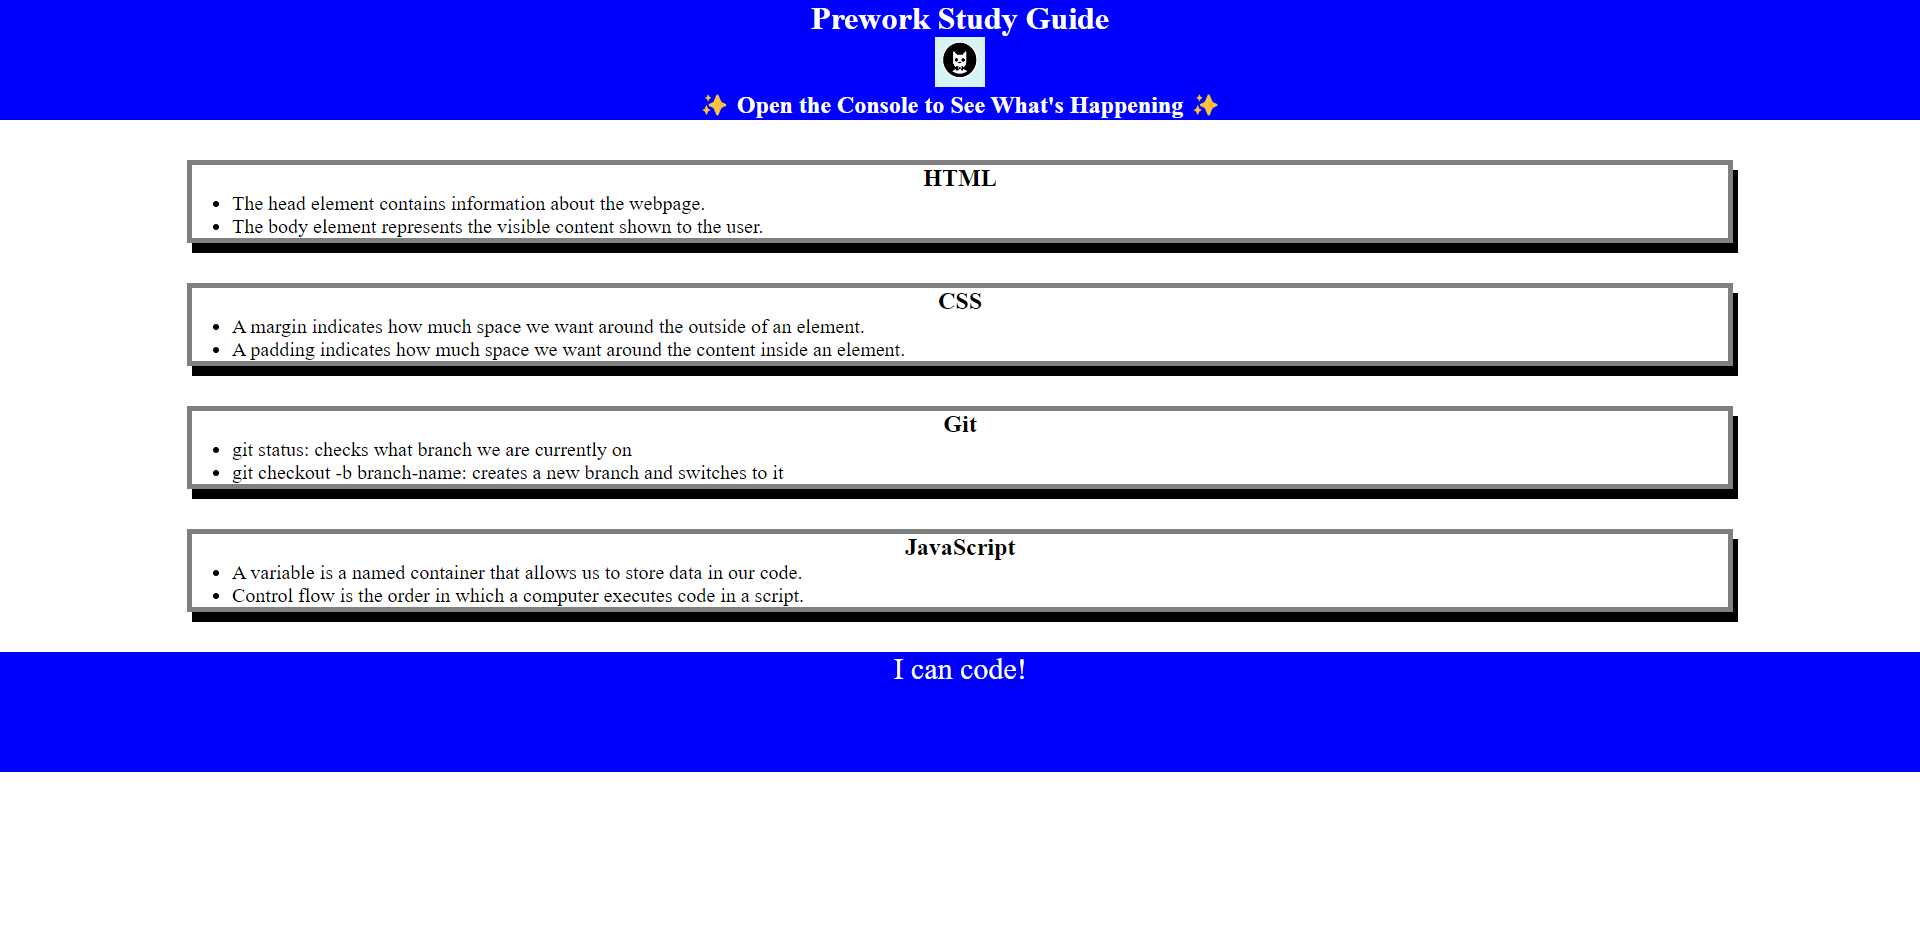 Prework Study Guide
✨ Open the Console to See What's Happening ✨
HTML
• The head element contains information about the webpage.
• The body element represents the visible content shown to the user.
CSS
• A margin indicates how much space we want around the outside of an element.
• A padding indicates how much space we want around the content inside an element.
Git
• git status: checks what branch we are currently on
• git checkout -b branch-name: creates a new branch and switches to it
JavaScript
• A variable is a named container that allows us to store data in our code.
• Control flow is the order in which a computer executes code in a script.
I can code!